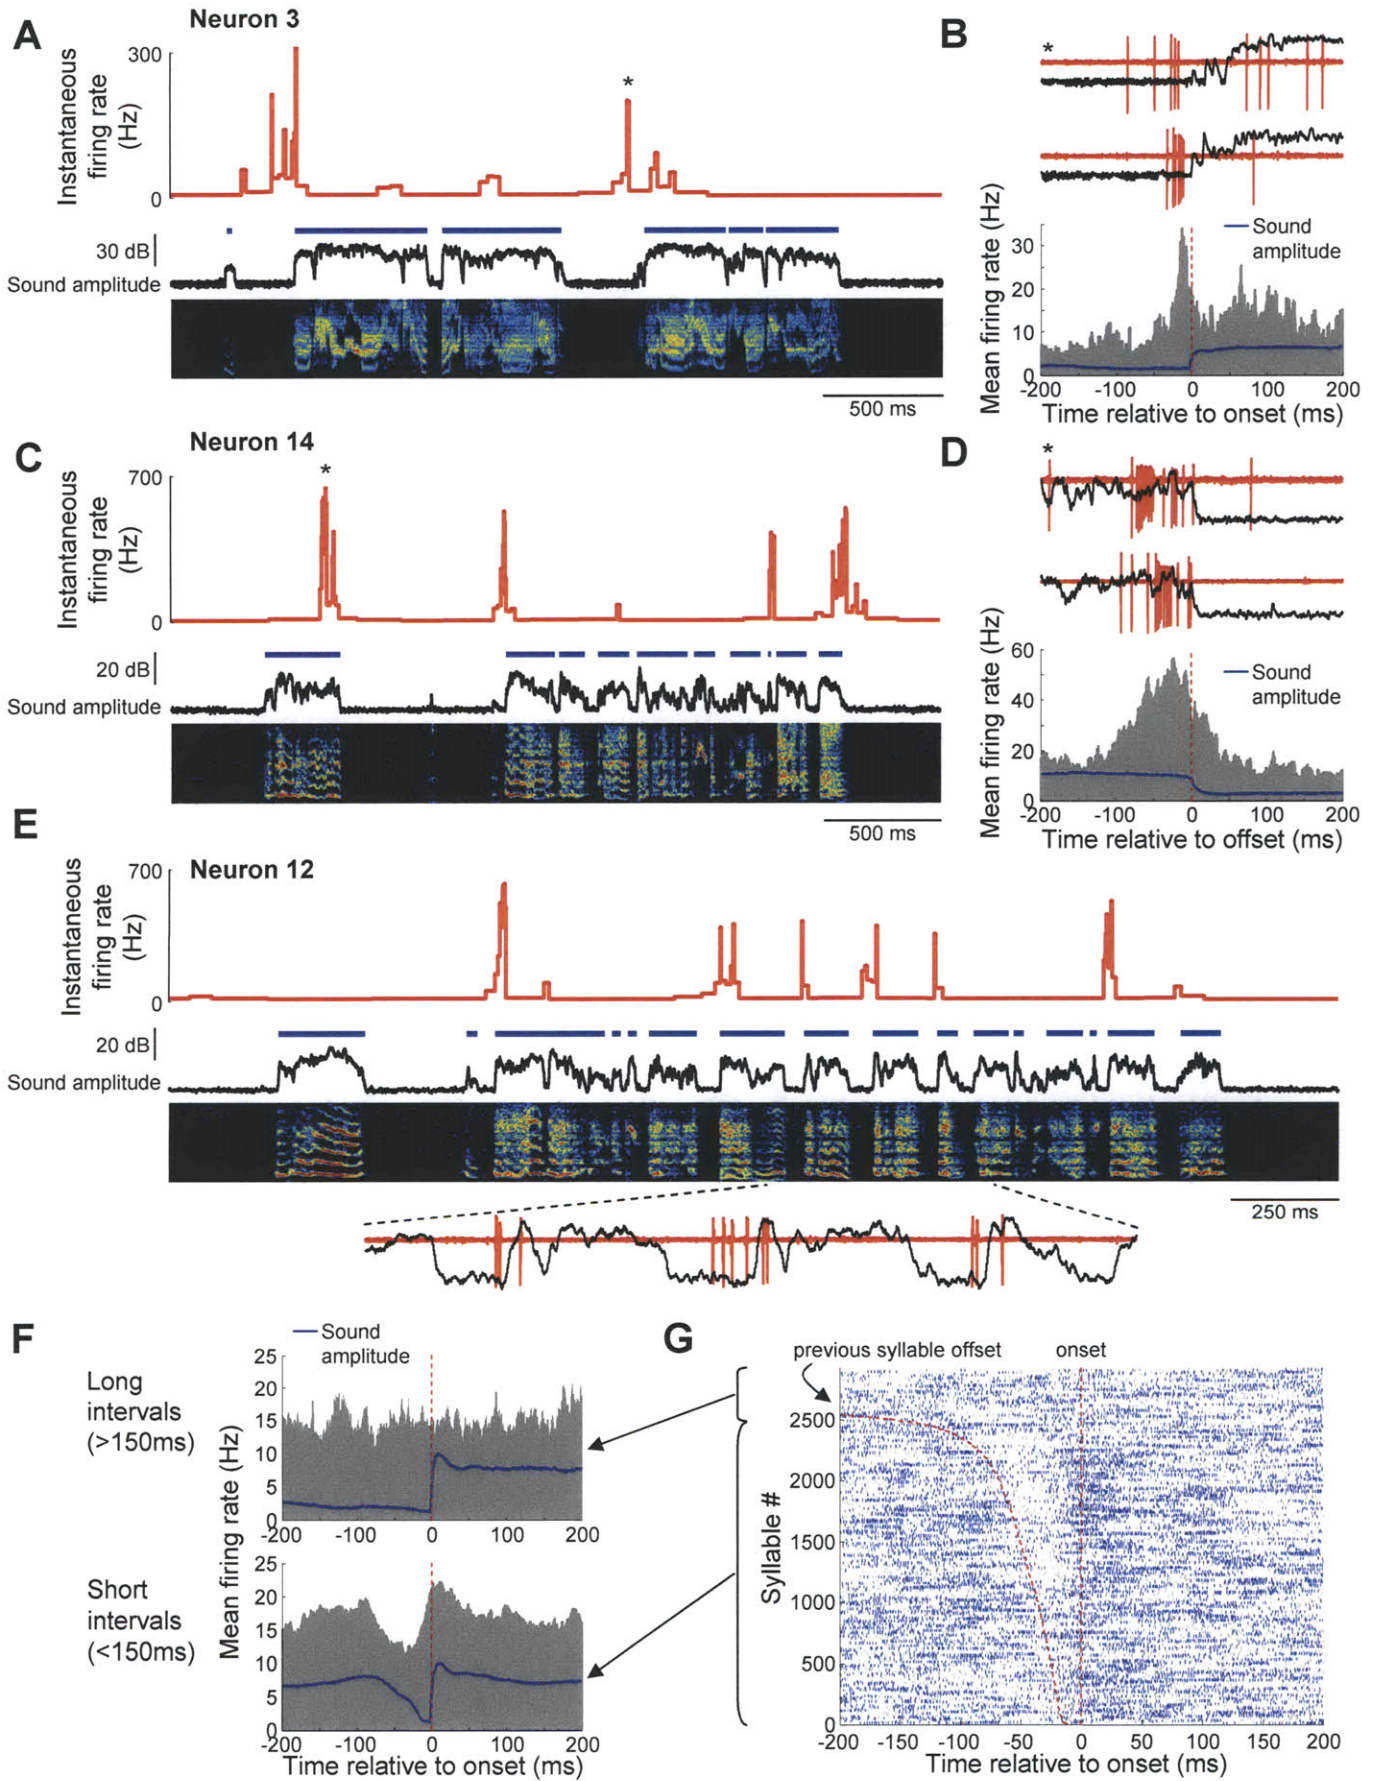 A
Neuron 3
Instantaneous
firing rate
(Hz)
300
0
*
30 dB
Sound amplitude
500 ms
B
*
Mean firing rate (Hz)
30
20
10
0
Sound
amplitude
-200
-100
0
100
200
Time relative to onset (ms)
C
Neuron 14
Instantaneous
firing rate
(Hz)
700
0
*
20 dB
Sound amplitude
500 ms
D
*
Mean firing rate (Hz)
60
40
20
0
Sound
amplitude
-200
-100
0
100
200
Time relative to offset (ms)
E
Neuron 12
Instantaneous
firing rate
(Hz)
700
0
20 dB
Sound amplitude
250 ms
F
Sound
amplitude
Long
intervals
(>150ms)
25
20
15
10
5
0
-200
-100
0
100
200
Mean firing rate (Hz)
Short
intervals
(<150ms)
25
20
15
10
5
0
-200
-100
0
100
200
Time relative to onset (ms)
G
previous syllable offset
onset
Syllable #
2500
2000
1500
1000
500
0
-200
-150
-100
-50
0
50
100
150
200
Time relative to onset (ms)